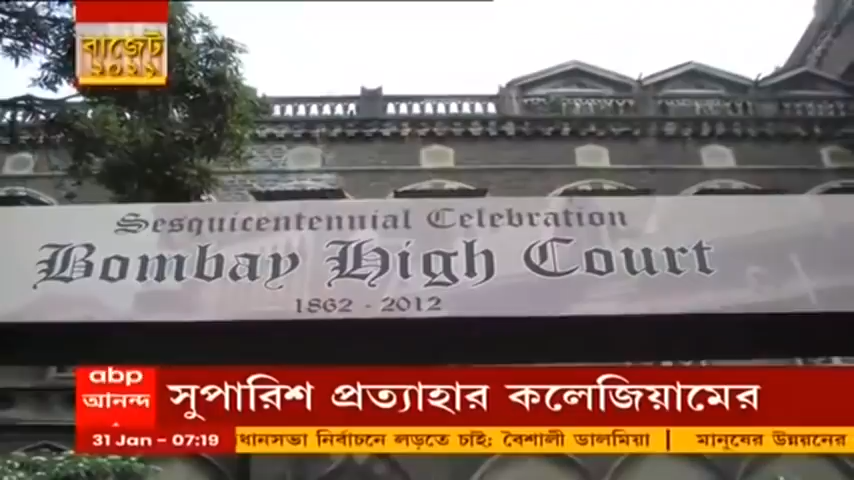 বাজেট
২০২১
Sesquicentennial Celebration
Bombay High Court
1862 - 2012
abp
আনন্দ
সুপারিশ প্রত্যাহার কলেজিয়ামের
31 Jan - 07:19
ধানসভা নির্বাচনে লড়তে চাই: বৈশালী ডালমিয়া | মানুষের উন্নয়নের